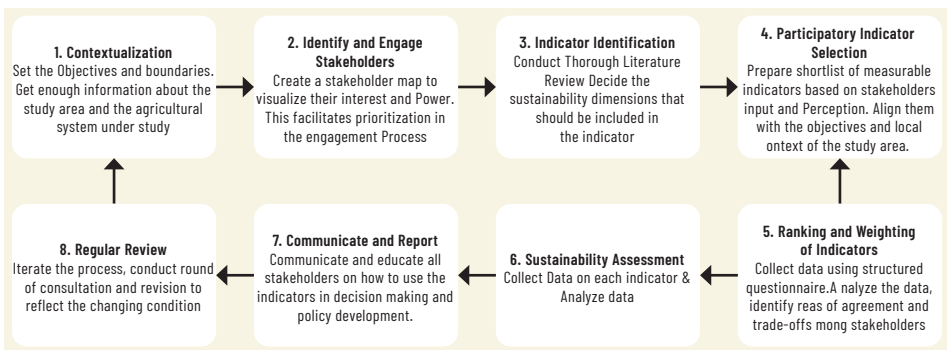 1. Contextualization
Set the Objectives and boundaries.
Get enough information about the
study area and the agricultural
system under study
2. Identify and Engage
Stakeholders
Create a stakeholder map to
visualize their interest and Power.
This facilitates prioritization in
the engagement Process
3. Indicator Identification
Conduct Thorough Literature
Review Decide the
sustainability dimensions that
should be included in
the indicator
4. Participatory Indicator
Selection
Prepare shortlist of measurable
indicators based on stakeholders
input and Perception. Align them
with the objectives and local
ontext of the study area.
5. Ranking and Weighting
of Indicators
Collect data using structured
questionnaire.A nalyze the data,
identify reas of agreement and
trade-offs mong stakeholders
6. Sustainability Assessment
Collect Data on each indicator &
Analyze data
7. Communicate and Report
Communicate and educate all
stakeholders on how to use the
indicators in decision making and
policy development.
8. Regular Review
Iterate the process, conduct round
of consultation and revision to
reflect the changing condition